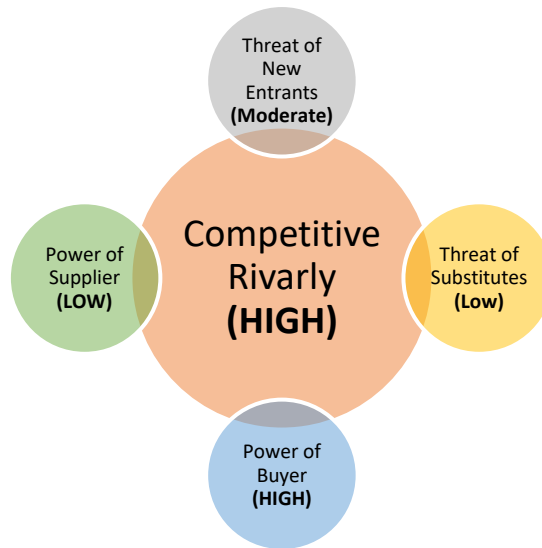 Threat of
New
Entrants
(Moderate)
Competitive
Rivarly
(HIGH)
Power of
Supplier
(LOW)
Threat of
Substitutes
(Low)
Power of
Buyer
(HIGH)